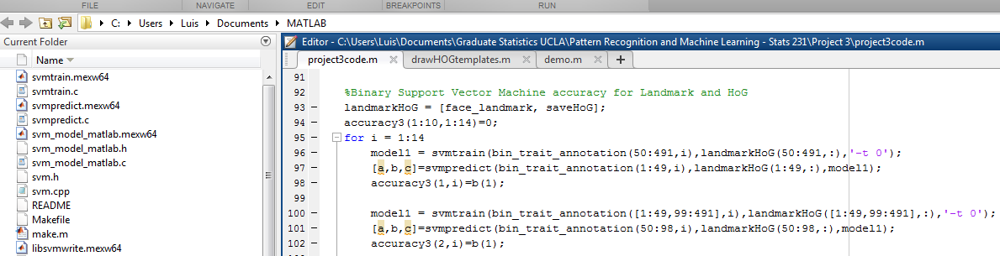 FILE NAVIGATE EDIT BREAKPOINTS RUN
C: Users Luis Documents MATLAB
Current Folder
Name
svmtrain.mexw64
svmtrain.c
svmpredict.mexw64
svmpredict.c
svm_model_matlab.mexw64
svm_model_matlab.h
svm_model_matlab.c
svm.h
svm.cpp
README
Makefile
make.m
libsvmwrite.mexw64
Editor - C:\Users\Luis\Documents\Graduate Statistics UCLA\Pattern Recognition and Machine Learning - Stats 231\Project 3\project3code.m
project3code.m drawHOGtemplates.m demo.m
91
92 %Binary Support Vector Machine accuracy for Landmark and HoG
93 – landmarkHoG = [face_landmark, saveHoG];
94 – accuracy3(1:10,1:14)=0;
95 – for i = 1:14
96 – model1 = svmtrain(bin_trait_annotation(50:491,i),landmarkHoG(50:491,:),'-t 0');
97 – [a,b,c]=svmpredict(bin_trait_annotation(1:49,i),landmarkHoG(1:49,:),model1);
98 – accuracy3(1,i)=b(1);
99
100 – model1 = svmtrain(bin_trait_annotation([1:49,99:491],i),landmarkHoG([1:49,99:491],:),'-t 0');
101 – [a,b,c]=svmpredict(bin_trait_annotation(50:98,i),landmarkHoG(50:98,:),model1);
102 – accuracy3(2,i)=b(1);